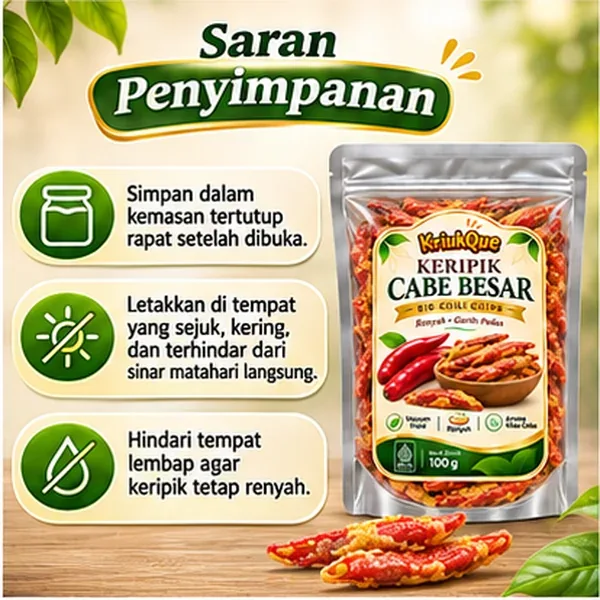 Saran
Penyimpanan
Simpan dalam
kemasan tertutup
rapat setelah dibuka.
Letakkan di tempat
yang sejuk, kering,
dan terhindar dari
sinar matahari langsung.
Hindari tempat
lembap agar
keripik tetap renyah.
KriukQue
KERIPIK
CABE BESAR
100 g